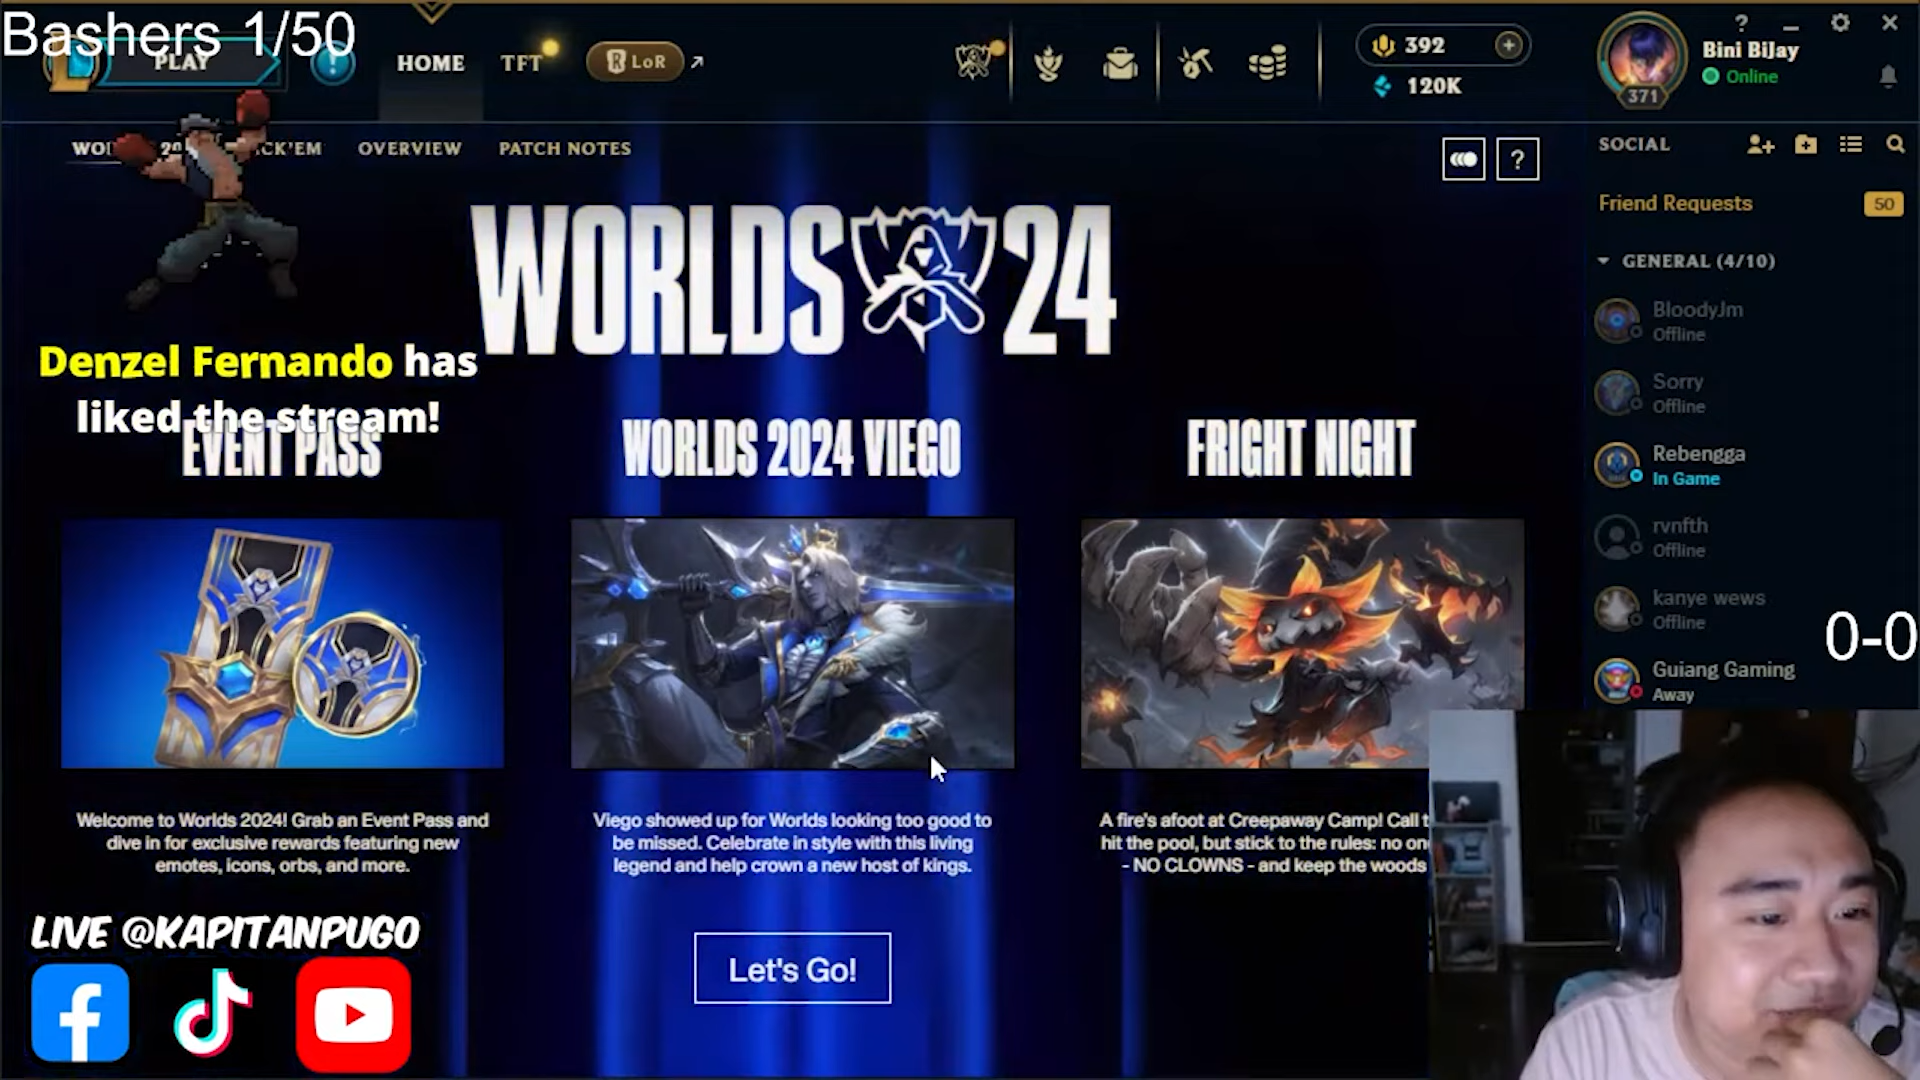 Bashers 1/50
PLAY
HOME
TFT
LoR
392
120K
371
Bini BiJay
Online
OVERVIEW
PATCH NOTES
?
SOCIAL
Friend Requests
50
GENERAL (4/10)
BloodyJm
Offline
Sorry
Offline
Rebengga
In Game
rvnfth
Offline
kanye wews
Offline
Guiang Gaming
Away
0-0
WORLDS 24
Denzel Fernando has
liked the stream!
EVENT PASS
WORLDS 2024 VIEGO
FRIGHT NIGHT
Welcome to Worlds 2024! Grab an Event Pass and
dive in for exclusive rewards featuring new
emotes, icons, orbs, and more.
Viego showed up for Worlds looking too good to
be missed. Celebrate in style with this living
legend and help crown a new host of kings.
A fire's afoot at Creepaway Camp! Call
hit the pool, but stick to the rules: no
- NO CLOWNS - and keep the woods
Let's Go!
LIVE @KAPITANPUGO